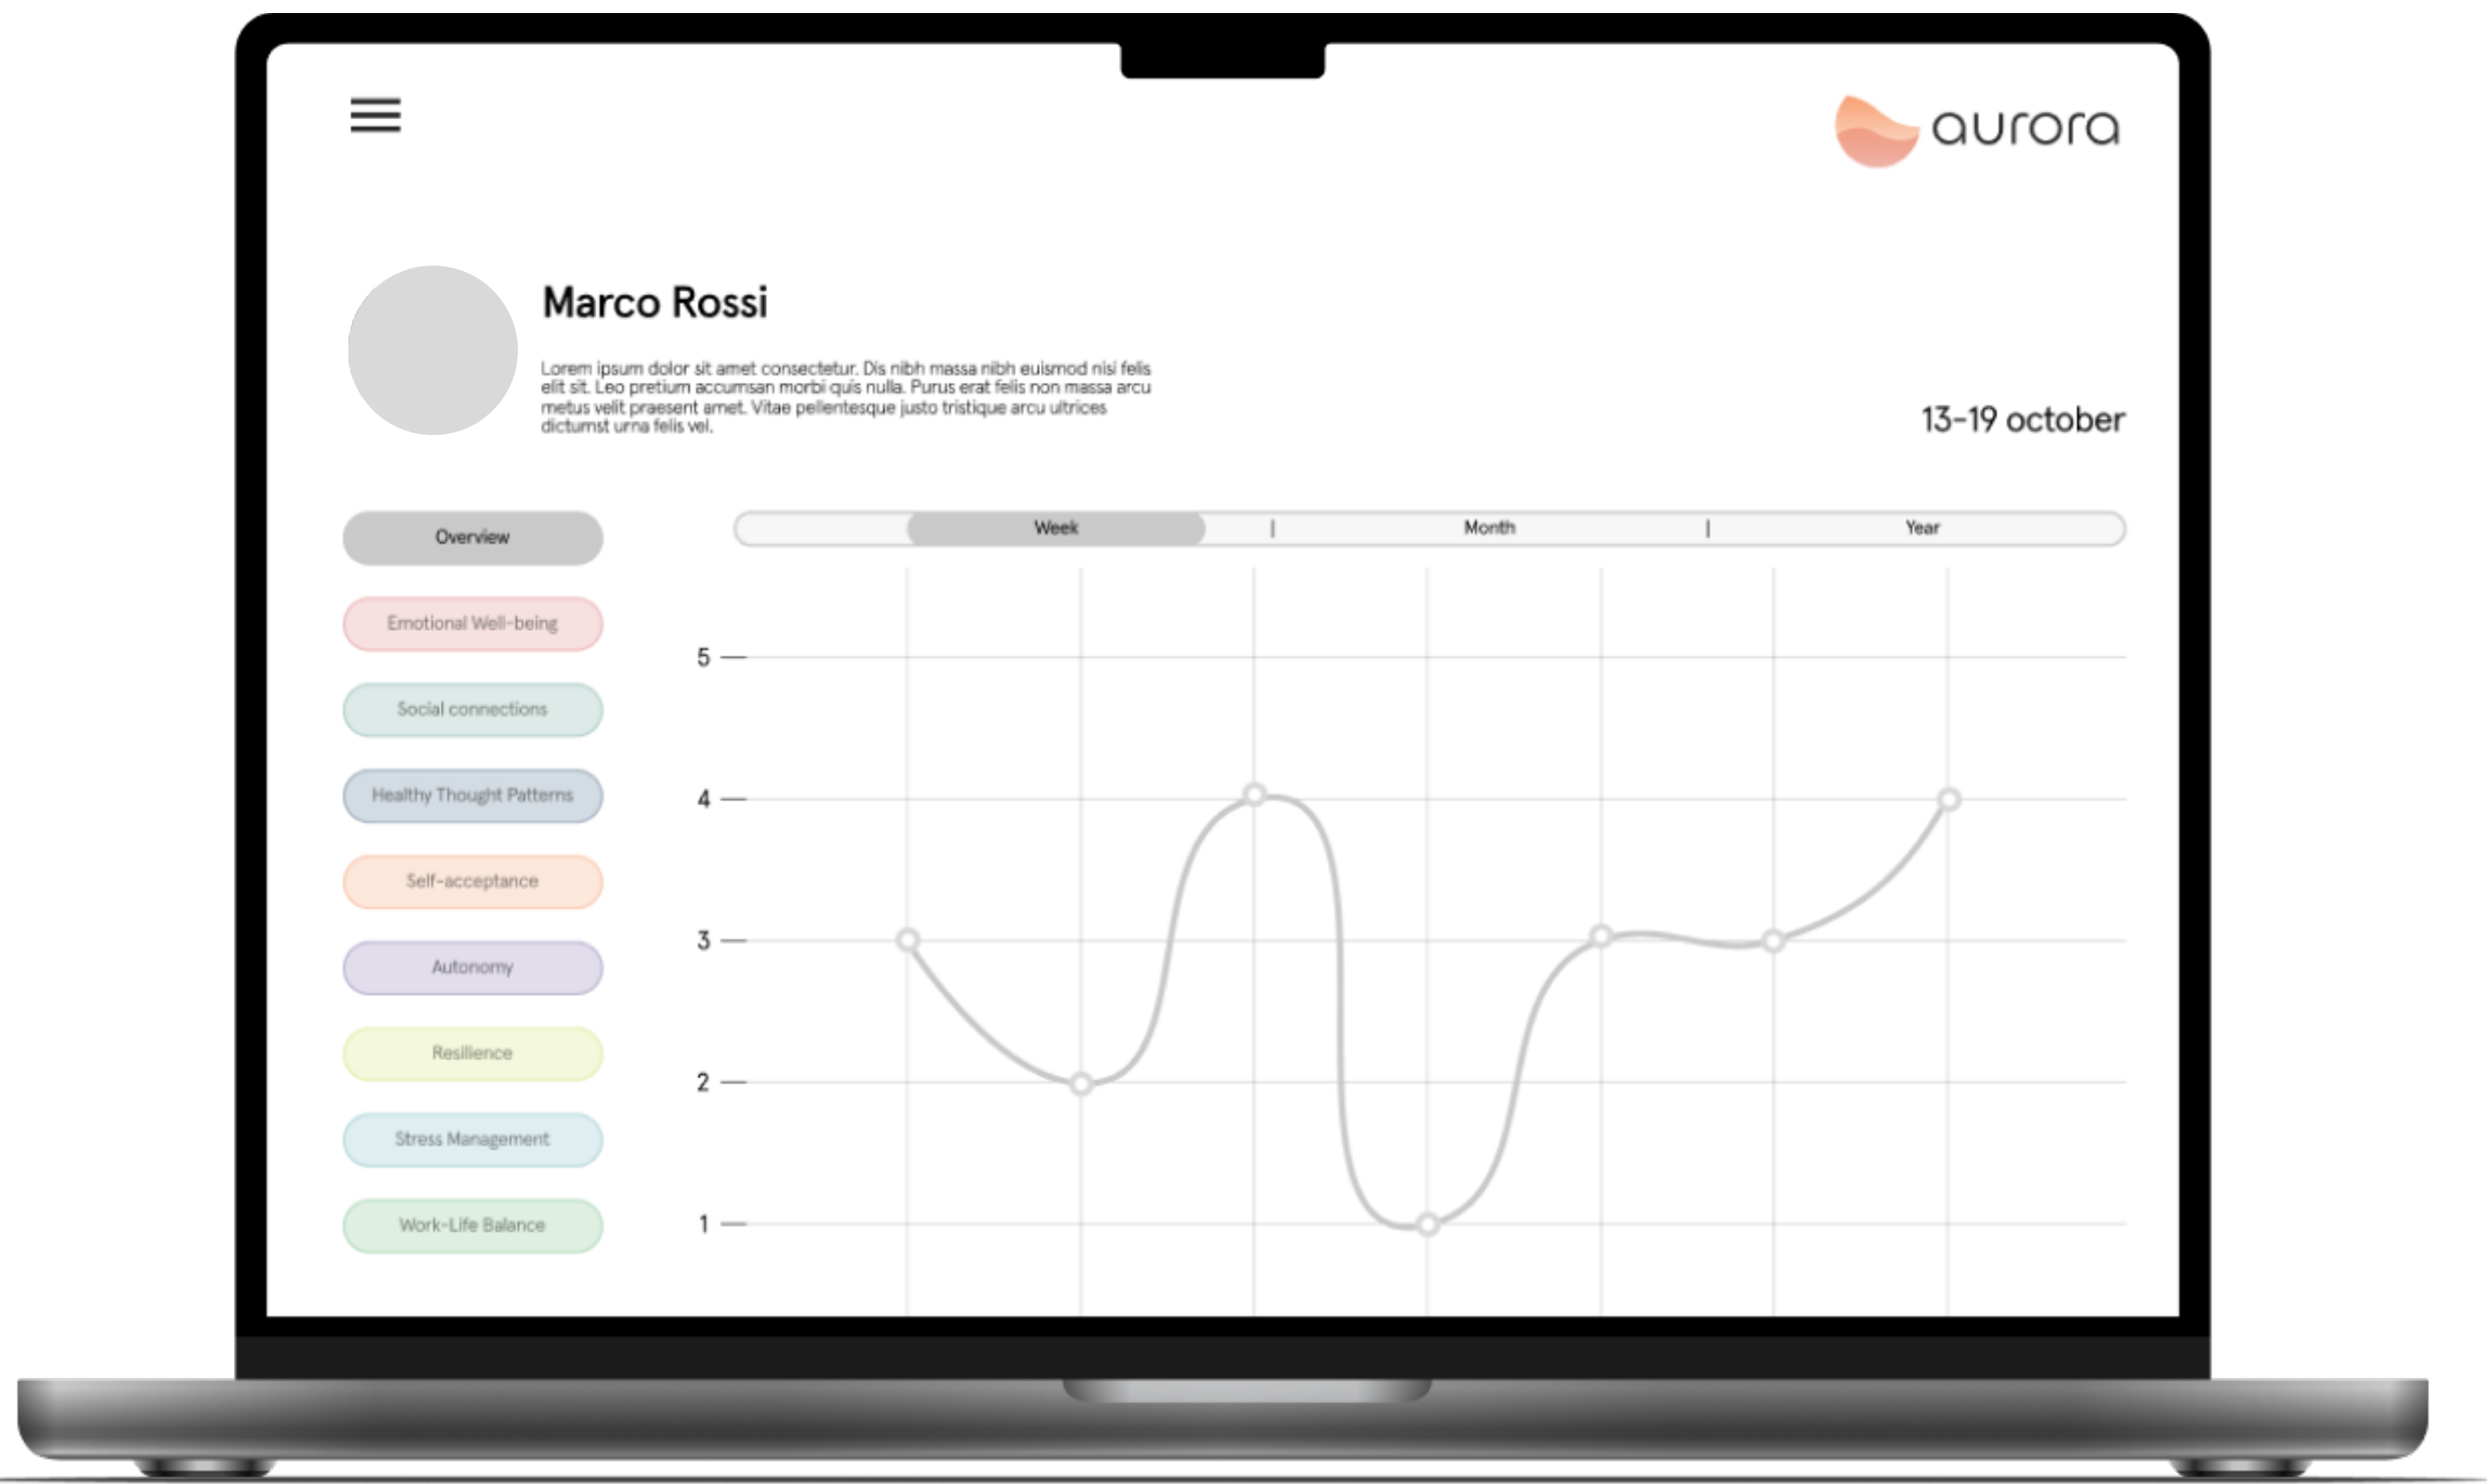 aurora
Marco Rossi
Lorem ipsum dolor sit amet consectetur. Dis nibh massa nibh euismod nisi felis
elit sit. Leo pretium accumsan morbi quis nulla. Purus erat felis non massa arcu
metus velit praesent amet. Vitae pellentesque justo tristique arcu ultrices
dictumst urna felis vel.
13-19 october
Overview
Week | Month | Year
Emotional Well-being
Social connections
Healthy Thought Patterns
Self-acceptance
Autonomy
Resilience
Stress Management
Work-Life Balance
5
4
3
2
1